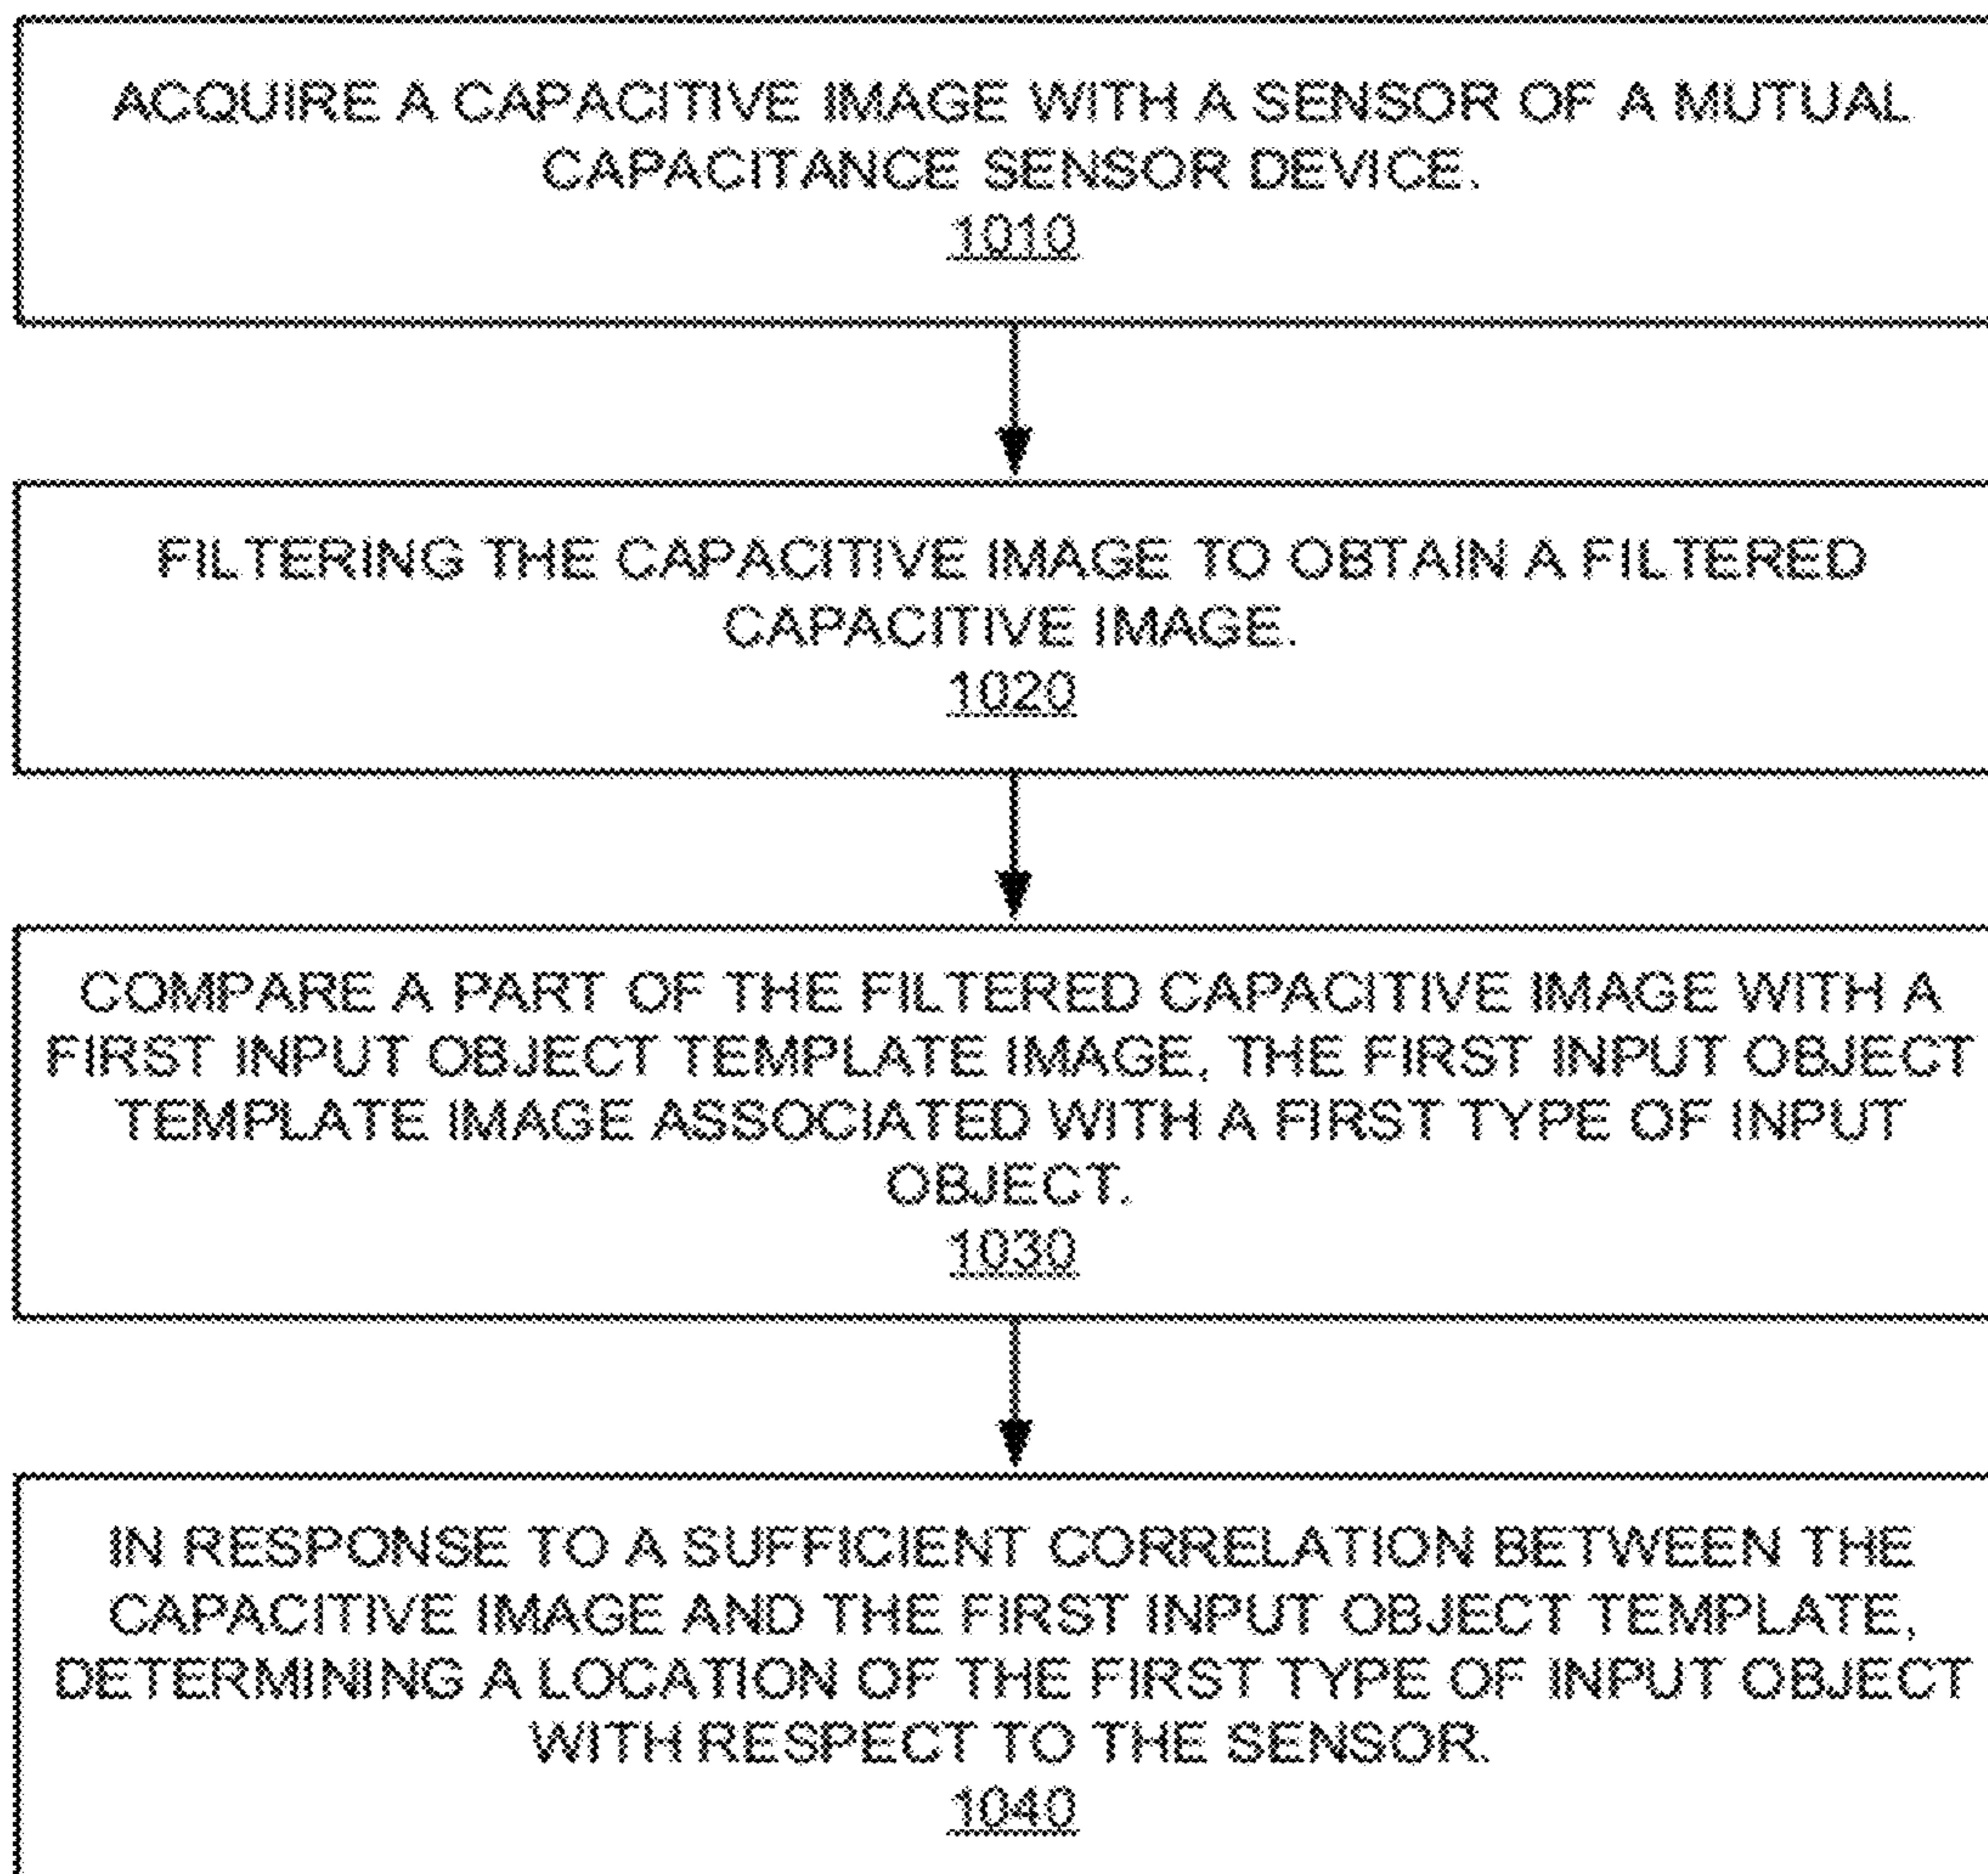 ACQUIRE A CAPACITIVE IMAGE WITH A SENSOR OF A MUTUAL
CAPACITANCE SENSOR DEVICE.
1010
FILTERING THE CAPACITIVE IMAGE TO OBTAIN A FILTERED
CAPACITIVE IMAGE.
1020
COMPARE A PART OF THE FILTERED CAPACITIVE IMAGE WITH A
FIRST INPUT OBJECT TEMPLATE IMAGE, THE FIRST INPUT OBJECT
TEMPLATE IMAGE ASSOCIATED WITH A FIRST TYPE OF INPUT
OBJECT.
1030
IN RESPONSE TO A SUFFICIENT CORRELATION BETWEEN THE
CAPACITIVE IMAGE AND THE FIRST INPUT OBJECT TEMPLATE,
DETERMINING A LOCATION OF THE FIRST TYPE OF INPUT OBJECT
WITH RESPECT TO THE SENSOR.
1040